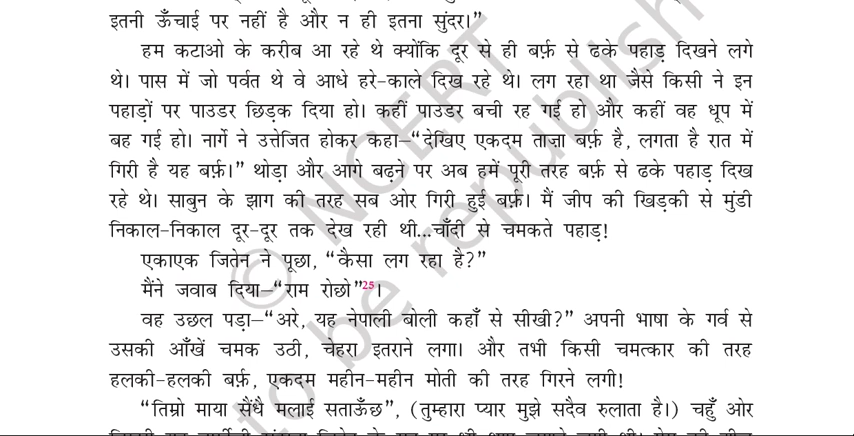 इतनी ऊँचाई पर नहीं है और न ही इतना सुंदर।”
हम कटाओ के करीब आ रहे थे क्योंकि दूर से ही बर्फ़ से ढके पहाड़ दिखने लगे
थे। पास में जो पर्वत थे वे आधे हरे-काले दिख रहे थे। लग रहा था जैसे किसी ने इन
पहाड़ों पर पाउडर छिड़क दिया हो। कहीं पाउडर बची रह गई हो और कहीं वह धूप में
बह गई हो। नार्गे ने उत्तेजित होकर कहा—“देखिए एकदम ताज़ा बर्फ़ है, लगता है रात में
गिरी है यह बर्फ़।” थोड़ा और आगे बढ़ने पर अब हमें पूरी तरह बर्फ़ से ढके पहाड़ दिख
रहे थे। साबुन के झाग की तरह सब ओर गिरी हुई बर्फ़। मैं जीप की खिड़की से मुंडी
निकाल-निकाल दूर-दूर तक देख रही थी...चाँदी से चमकते पहाड़!
एकाएक जितेन ने पूछा, “कैसा लग रहा है?”
मैंने जवाब दिया—“राम रोछो”25।
वह उछल पड़ा—“अरे, यह नेपाली बोली कहाँ से सीखी?” अपनी भाषा के गर्व से
उसकी आँखें चमक उठी, चेहरा इतराने लगा। और तभी किसी चमत्कार की तरह
हलकी-हलकी बर्फ़, एकदम महीन-महीन मोती की तरह गिरने लगी!
“तिम्रो माया सैंधै मलाई सताऊँछ”, (तुम्हारा प्यार मुझे सदैव रुलाता है।) चहुँ ओर
© NCERT
to be republish